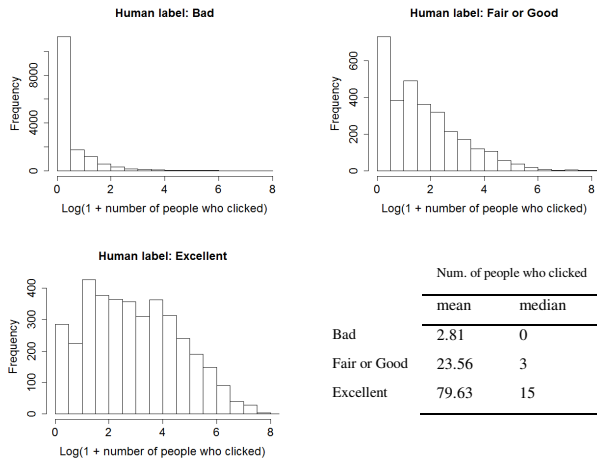 Human label: Bad
Frequency
8000
4000
0
0 2 4 6 8
Log(1 + number of people who clicked)
Human label: Fair or Good
Frequency
600
400
200
0
0 2 4 6 8
Log(1 + number of people who clicked)
Human label: Excellent
Frequency
400
300
200
100
0
0 2 4 6 8
Log(1 + number of people who clicked)
Num. of people who clicked
mean median
Bad 2.81 0
Fair or Good 23.56 3
Excellent 79.63 15